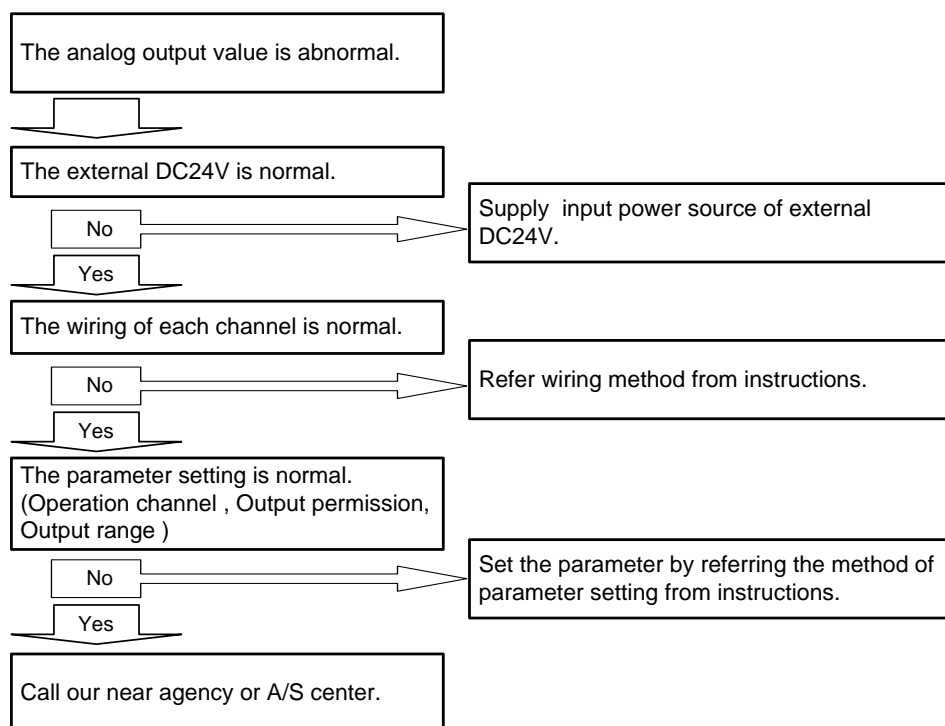 The analog output value is abnormal.
The external DC24V is normal.
No
Supply input power source of external
DC24V.
Yes
The wiring of each channel is normal.
No
Refer wiring method from instructions.
Yes
The parameter setting is normal.
(Operation channel , Output permission,
Output range )
No
Set the parameter by referring the method of
parameter setting from instructions.
Yes
Call our near agency or A/S center.